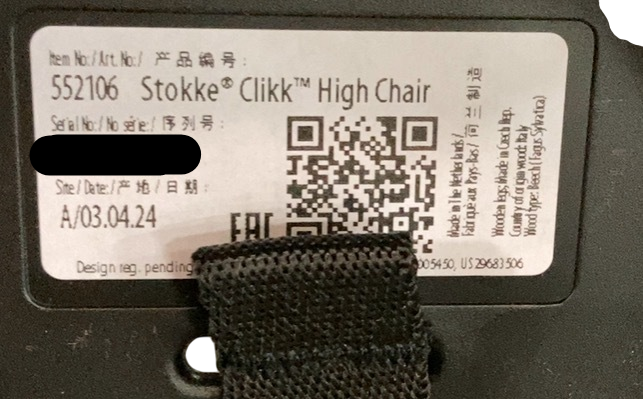 Item No:/Art. No:/ 产品编号:
552106 Stokke® Clikk™ High Chair
Serial No:/No série:/ 序列号:
Site/Date:/产地/日期:
A/03.04.24
EAC
Design reg. pending
005450, US29683506
Made in The Netherlands/
Fabriqué aux Pays-Bas/ 荷兰制造
Wooden legs: Made in Czech Rep.
Country of origin wood: Italy
Wood type: Beech (Fagus Sylvatica)